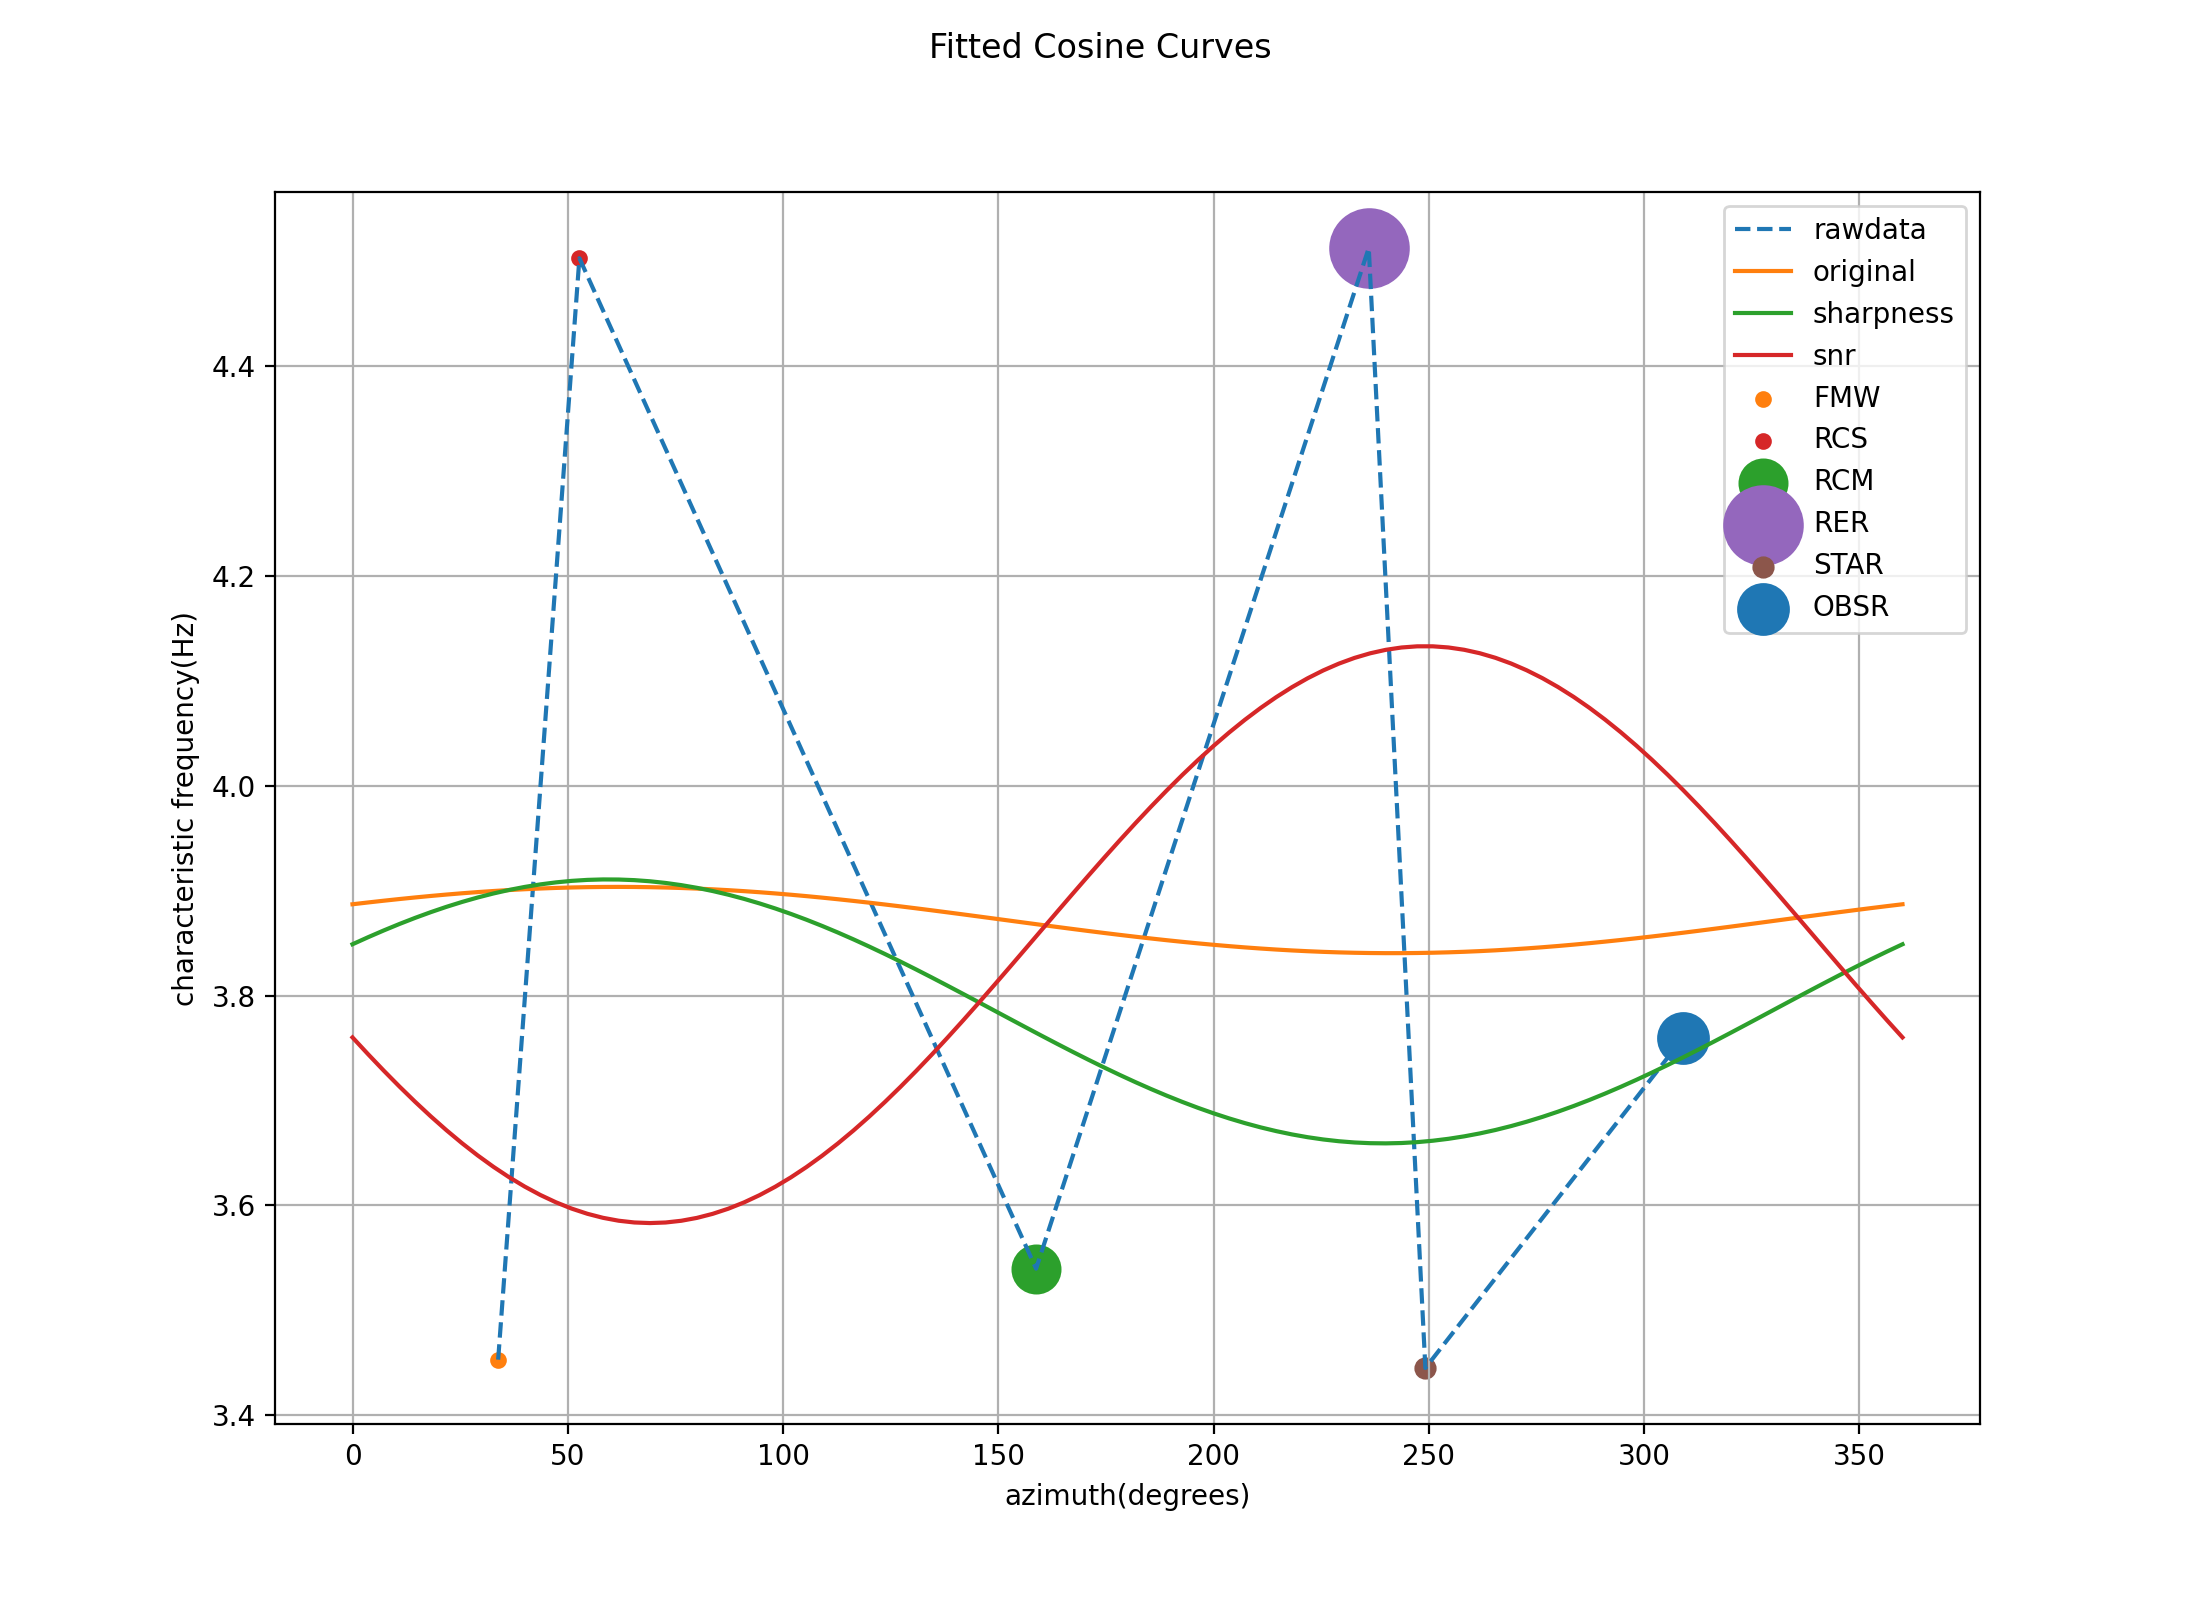 Fitted Cosine Curves
rawdata
original
sharpness
snr
FMW
RCS
RCM
RER
STAR
OBSR
characteristic frequency(Hz)
4.4
4.2
4.0
3.8
3.6
3.4
0 50 100 150 200 250 300 350
azimuth(degrees)